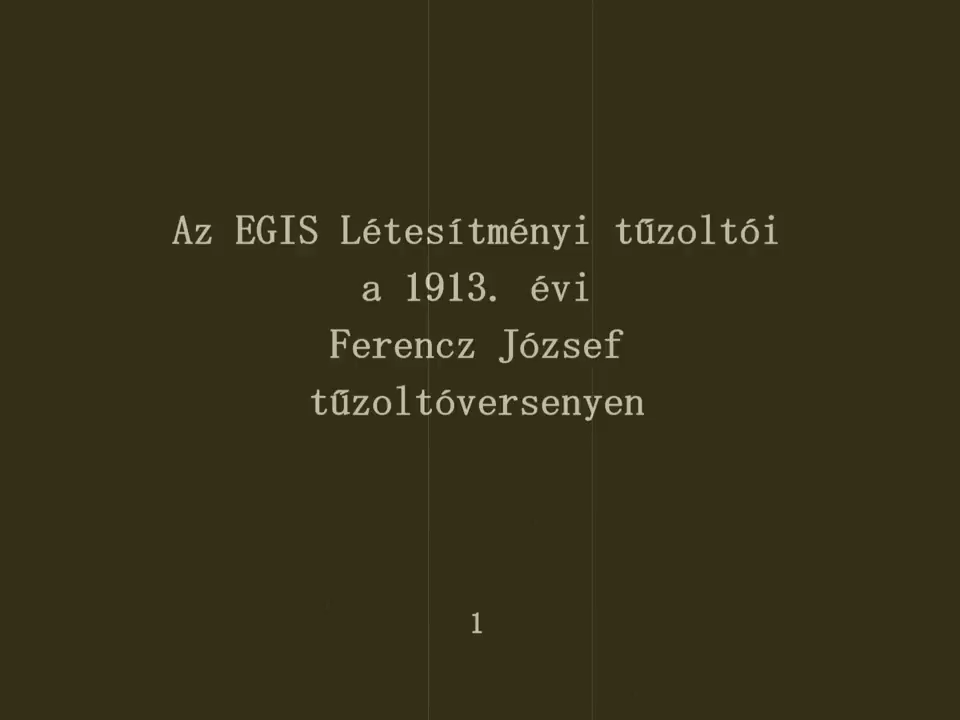 Az EGIS Létesítményi tűzoltói
a 1913. évi
Ferencz József
tűzoltóversenyen
1